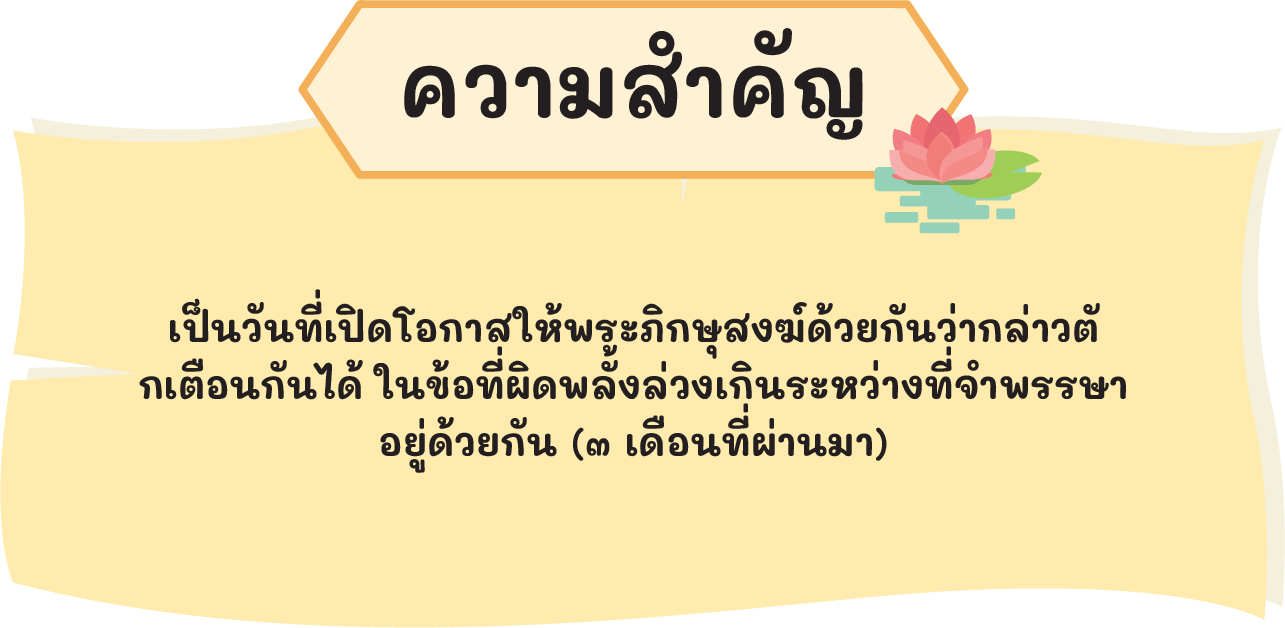 ความสำคัญ
เป็นวันที่เปิดโอกาสให้พระภิกษุสงฆ์ด้วยกันว่ากล่าวตั
กเตือนกันได้ ในข้อที่ผิดพลั้งล่วงเกินระหว่างที่จำพรรษา
อยู่ด้วยกัน (๓ เดือนที่ผ่านมา)